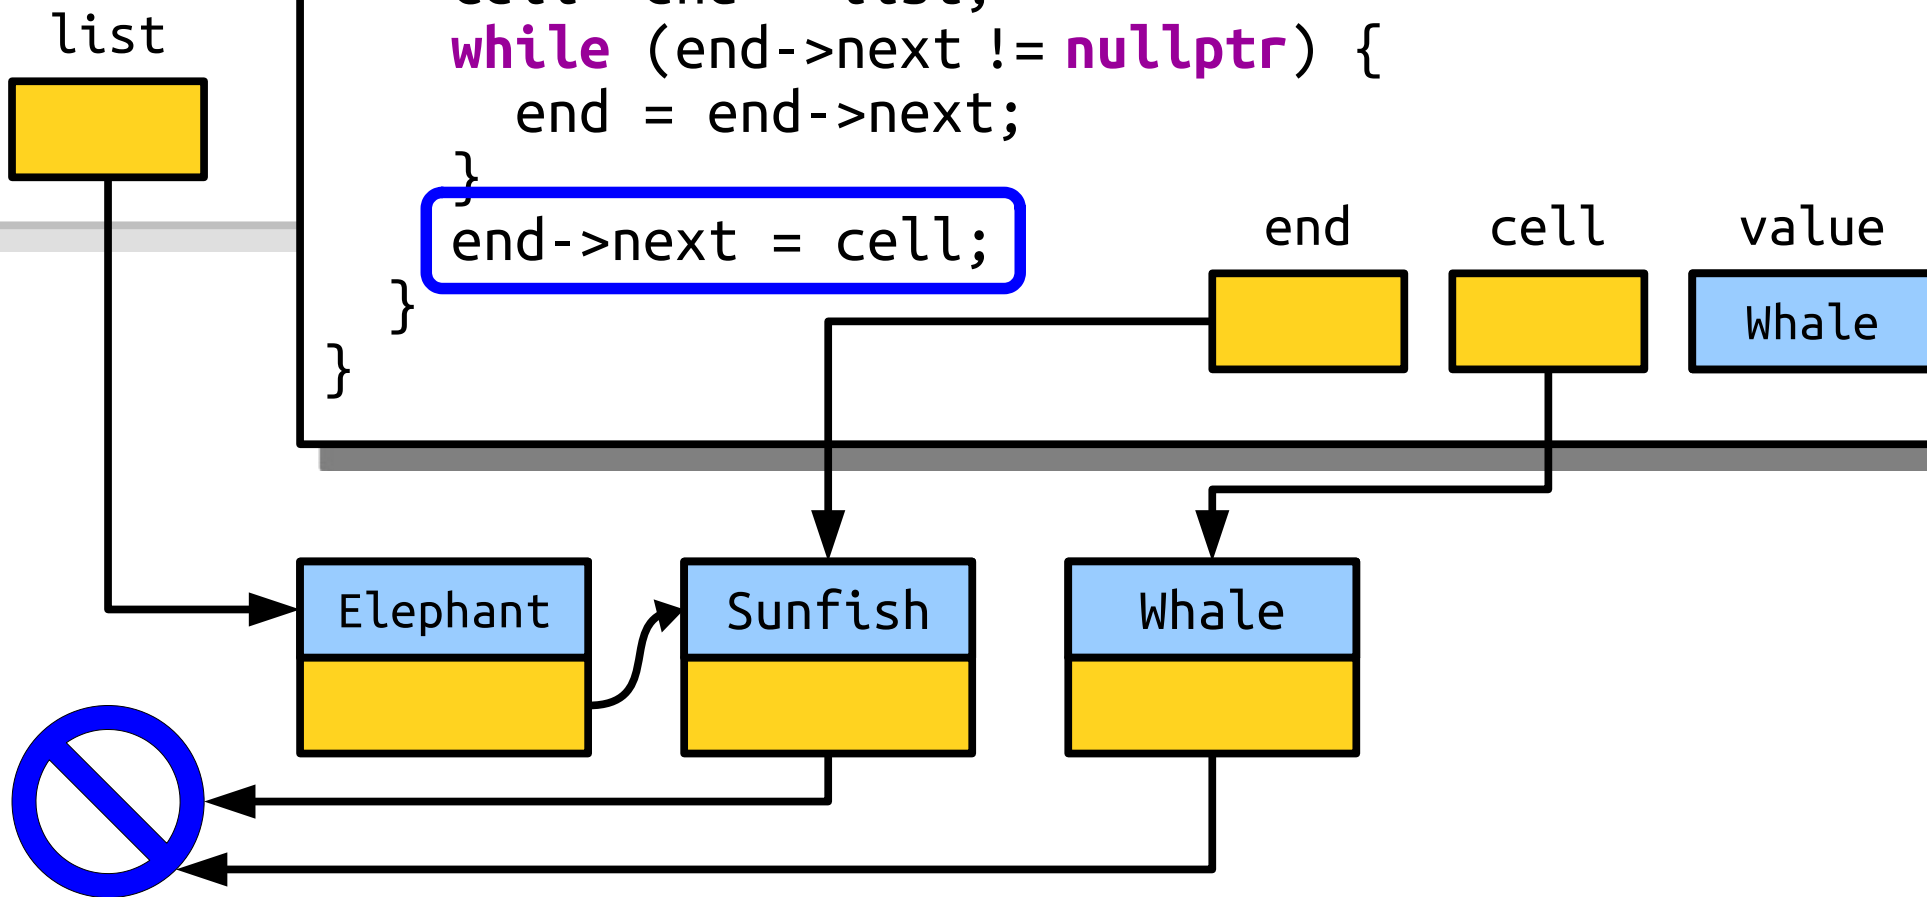 list
while (end->next != nullptr) {
end = end->next;
}
end->next = cell;
}
}
end
cell
value
Whale
Elephant
Sunfish
Whale